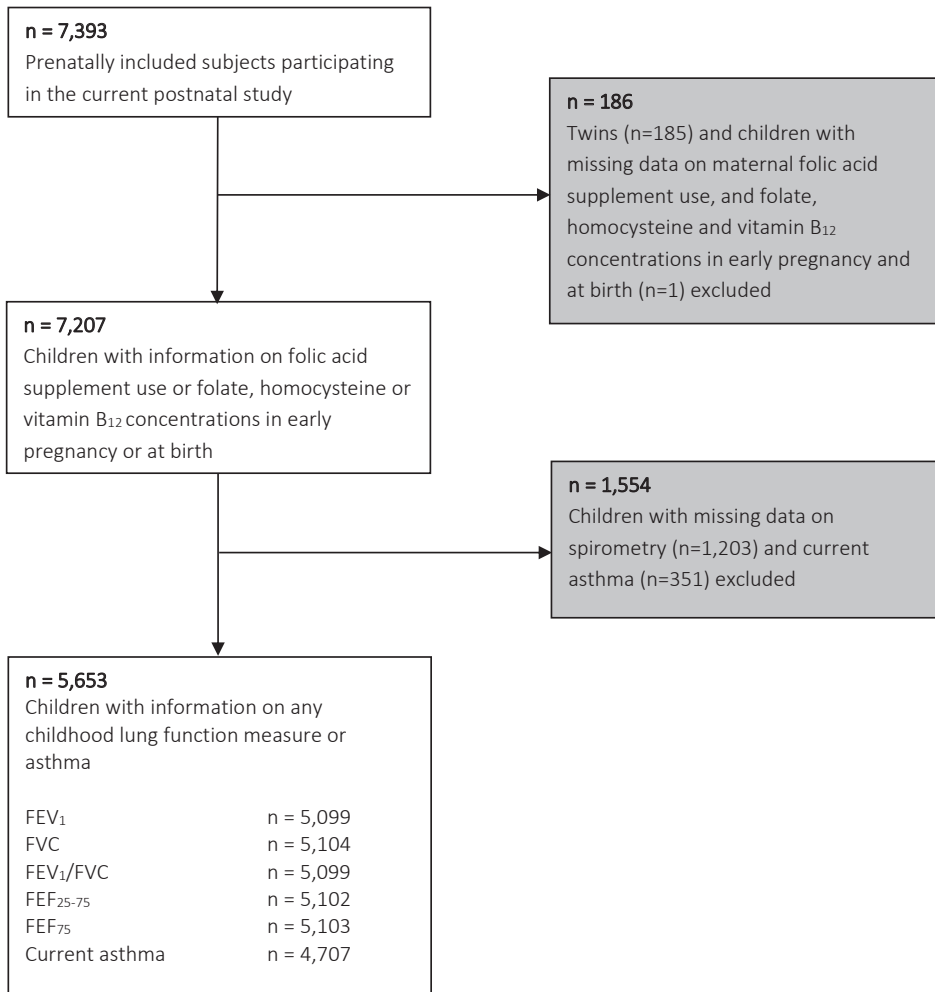 n = 7,393
Prenatally included subjects participating
in the current postnatal study
n = 186
Twins (n=185) and children with
missing data on maternal folic acid
supplement use, and folate,
homocysteine and vitamin B₁₂
concentrations in early pregnancy and
at birth (n=1) excluded
n = 7,207
Children with information on folic acid
supplement use or folate, homocysteine or
vitamin B₁₂ concentrations in early
pregnancy or at birth
n = 1,554
Children with missing data on
spirometry (n=1,203) and current
asthma (n=351) excluded
n = 5,653
Children with information on any
childhood lung function measure or
asthma
FEV₁ n = 5,099
FVC n = 5,104
FEV₁/FVC n = 5,099
FEF₂₅₋₇₅ n = 5,102
FEF₇₅ n = 5,103
Current asthma n = 4,707